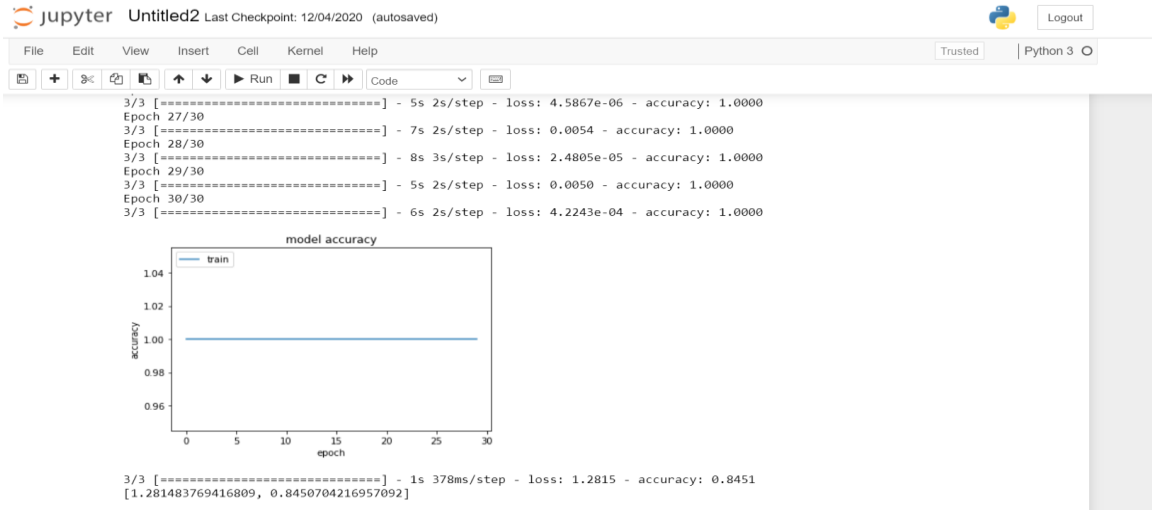 jupyter Untitled2 Last Checkpoint: 12/04/2020 (autosaved)
Logout
File Edit View Insert Cell Kernel Help
Trusted
Python 3
Run
Code
3/3 [==============================] - 5s 2s/step - loss: 4.5867e-06 - accuracy: 1.0000
Epoch 27/30
3/3 [==============================] - 7s 2s/step - loss: 0.0054 - accuracy: 1.0000
Epoch 28/30
3/3 [==============================] - 8s 3s/step - loss: 2.4805e-05 - accuracy: 1.0000
Epoch 29/30
3/3 [==============================] - 5s 2s/step - loss: 0.0050 - accuracy: 1.0000
Epoch 30/30
3/3 [==============================] - 6s 2s/step - loss: 4.2243e-04 - accuracy: 1.0000
model accuracy
train
1.04
1.02
1.00
0.98
0.96
accuracy
0 5 10 15 20 25 30
epoch
3/3 [==============================] - 1s 378ms/step - loss: 1.2815 - accuracy: 0.8451
[1.281483769416809, 0.8450704216957092]